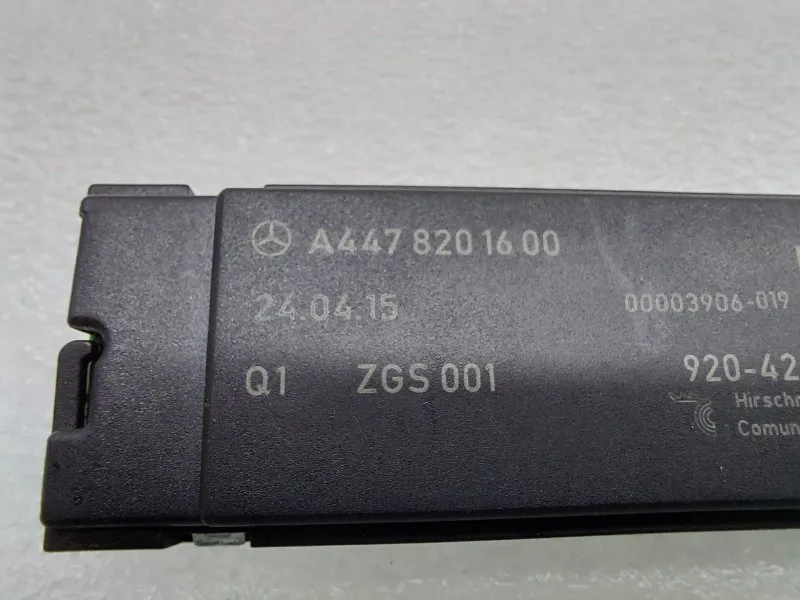 A447 820 16 00
24.04.15 00003906-019
Q1 ZGS 001 920-42
Hirschm
Comun